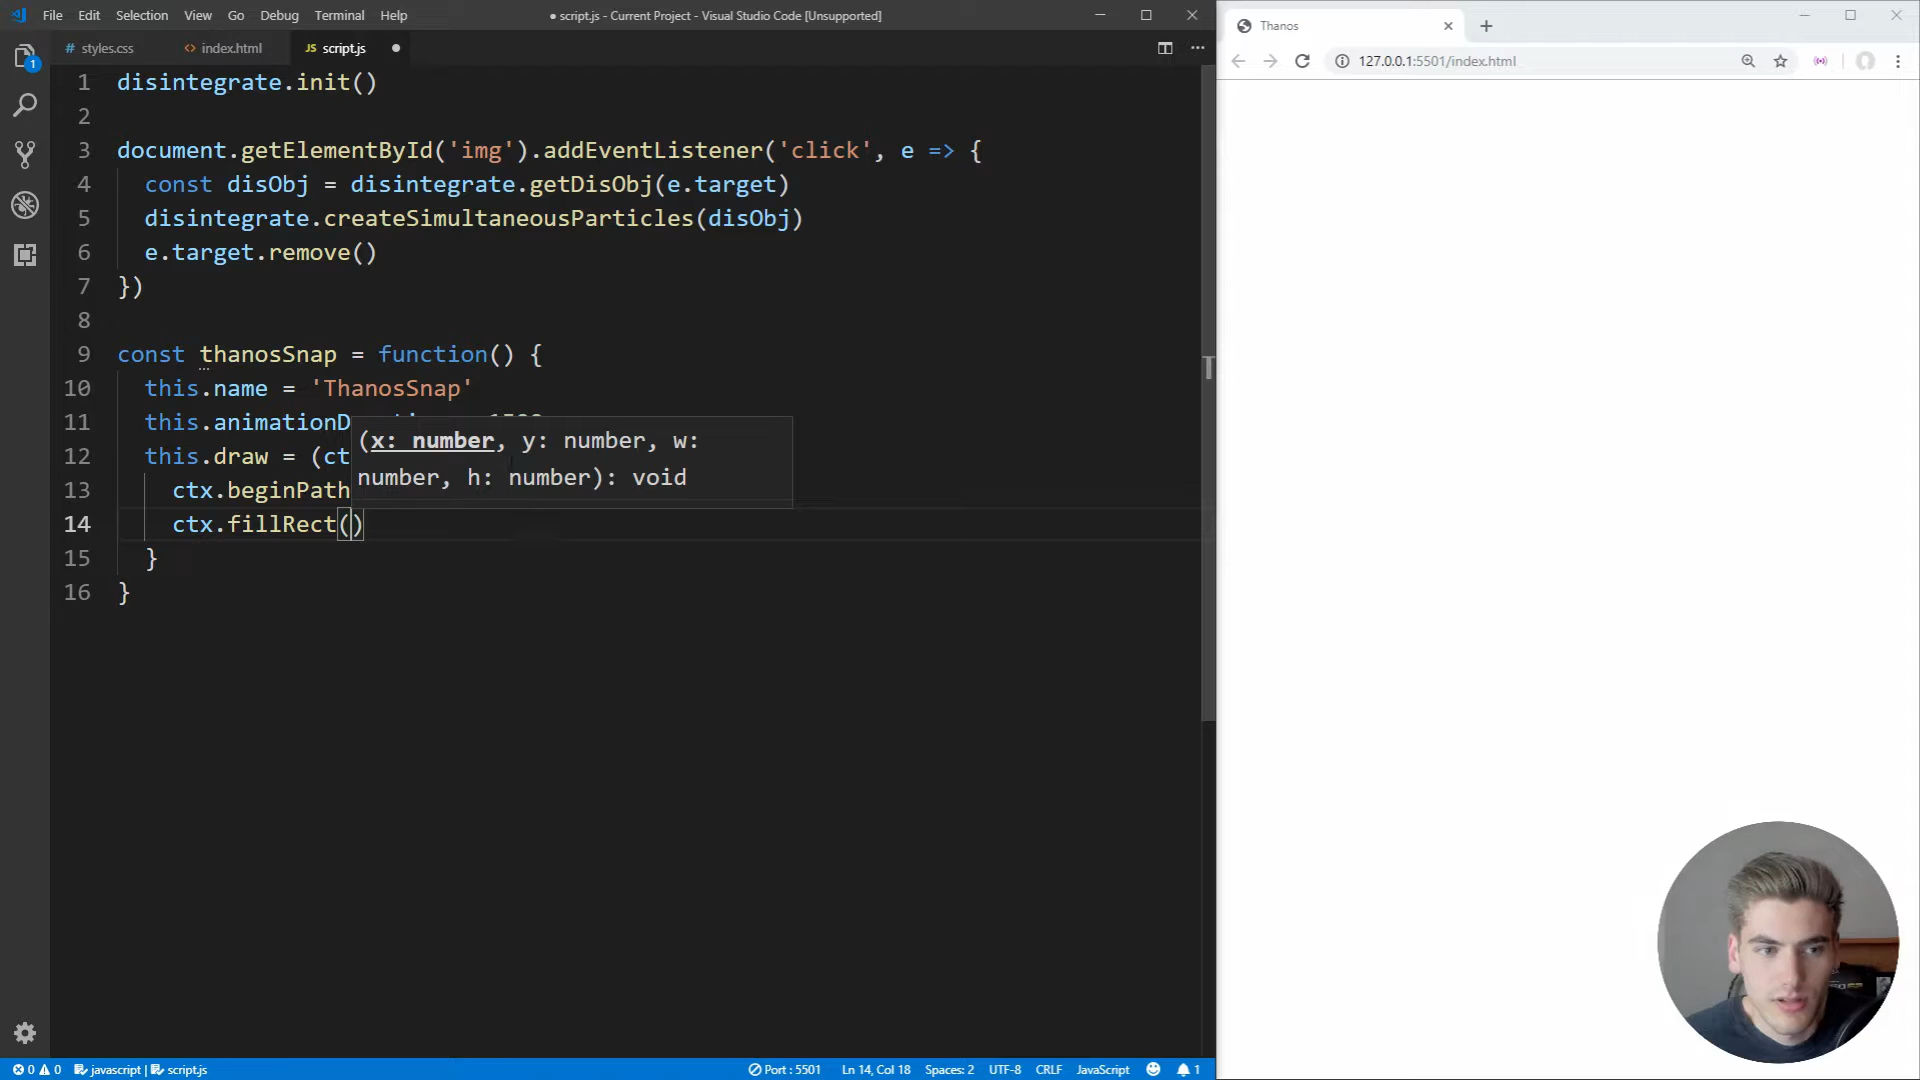 File Edit Selection View Go Debug Terminal Help
● script.js - Current Project - Visual Studio Code [Unsupported]
# styles.css <> index.html JS script.js ●
1 disintegrate.init()
2
3 document.getElementById('img').addEventListener('click', e => {
4 const disObj = disintegrate.getDisObj(e.target)
5 disintegrate.createSimultaneousParticles(disObj)
6 e.target.remove()
7 })
8
9 const thanosSnap = function() {
10 this.name = 'ThanosSnap'
11 this.animationD
(x: number, y: number, w:
12 this.draw = (ct
number, h: number): void
13 ctx.beginPath
14 ctx.fillRect()
15 }
16 }
1
0 0 javascript | script.js
Port : 5501 Ln 14, Col 18 Spaces: 2 UTF-8 CRLF JavaScript 1
Thanos
127.0.0.1:5501/index.html